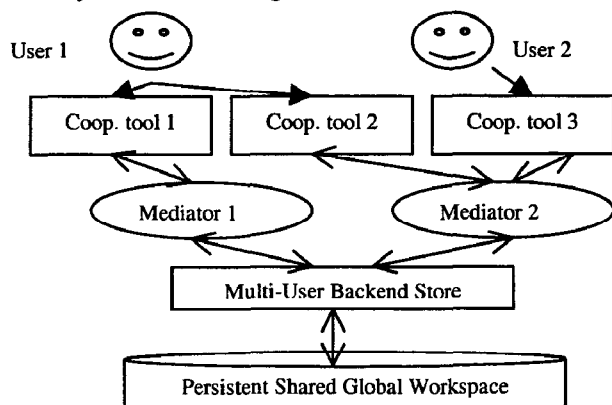 User 1
User 2
Coop. tool 1
Coop. tool 2
Coop. tool 3
Mediator 1
Mediator 2
Multi-User Backend Store
Persistent Shared Global Workspace